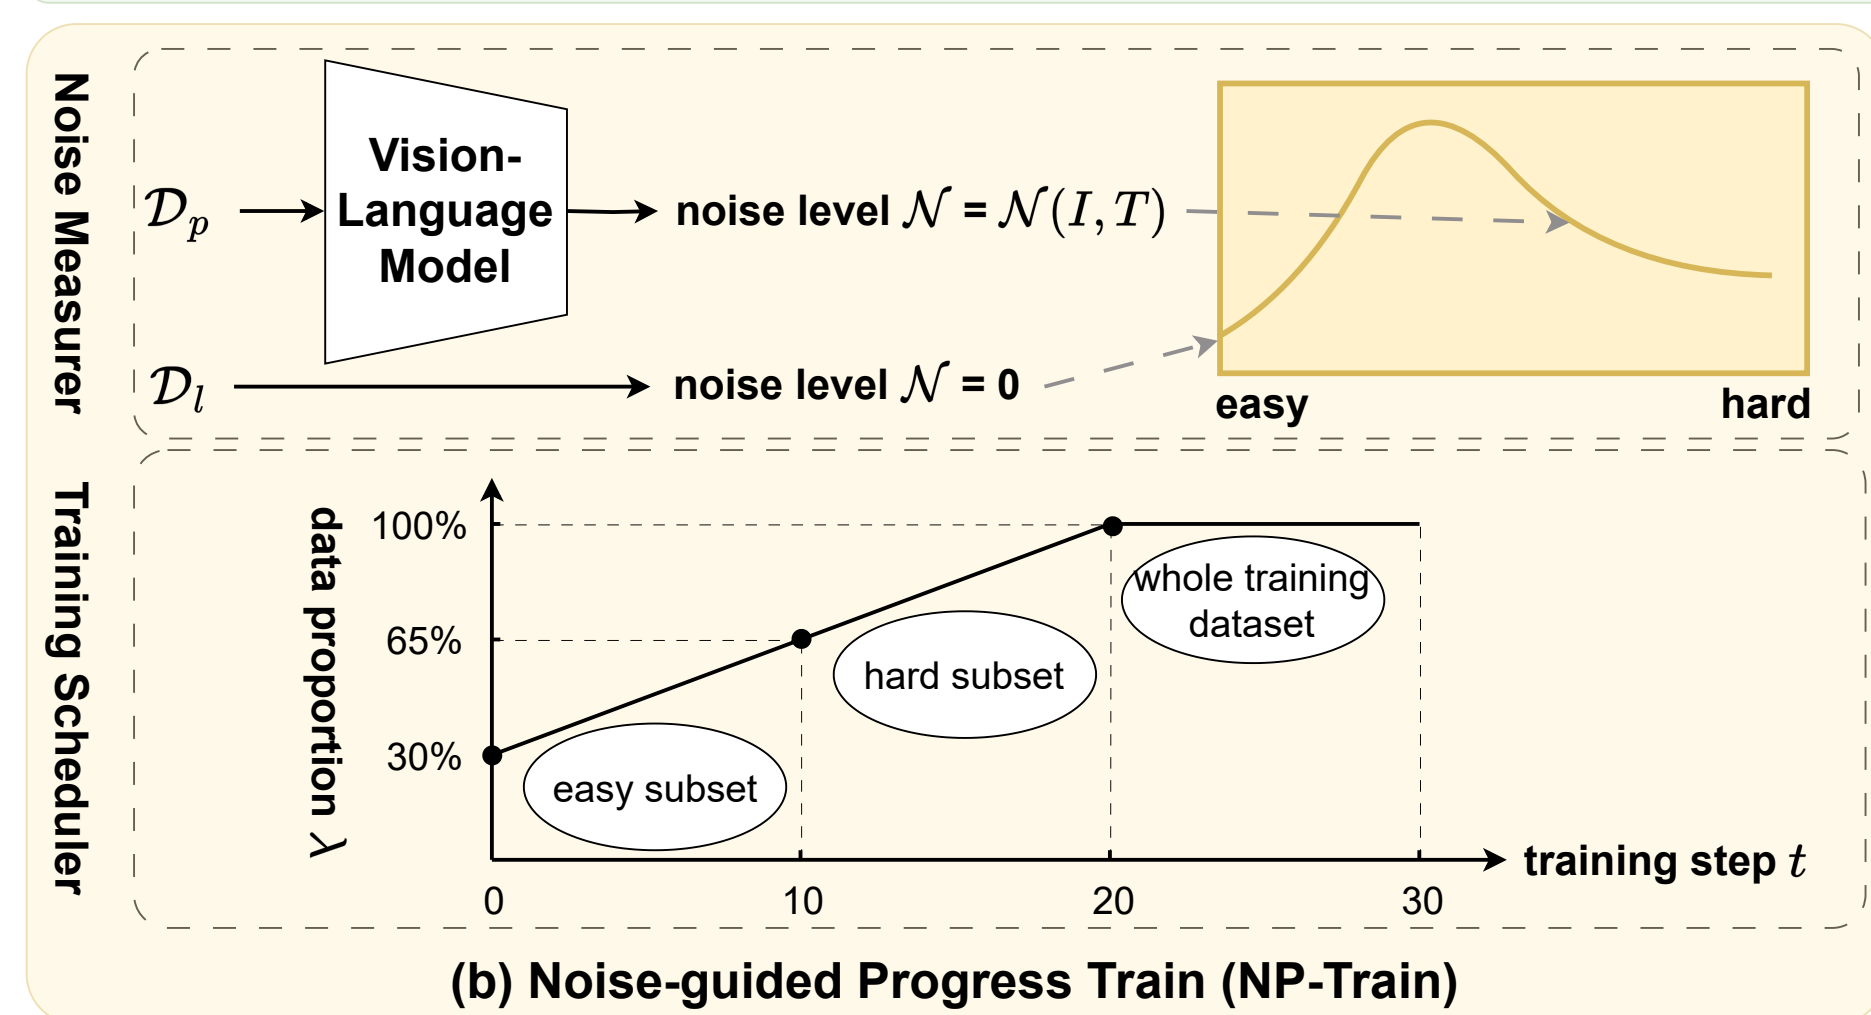 Noise Measurer
𝒟_p
Vision-
Language
Model
noise level 𝒩 = 𝒩(I, T)
𝒟_l
noise level 𝒩 = 0
easy
hard
Training Scheduler
data proportion λ
100%
65%
30%
whole training
dataset
hard subset
easy subset
0
10
20
30
training step t
(b) Noise-guided Progress Train (NP-Train)